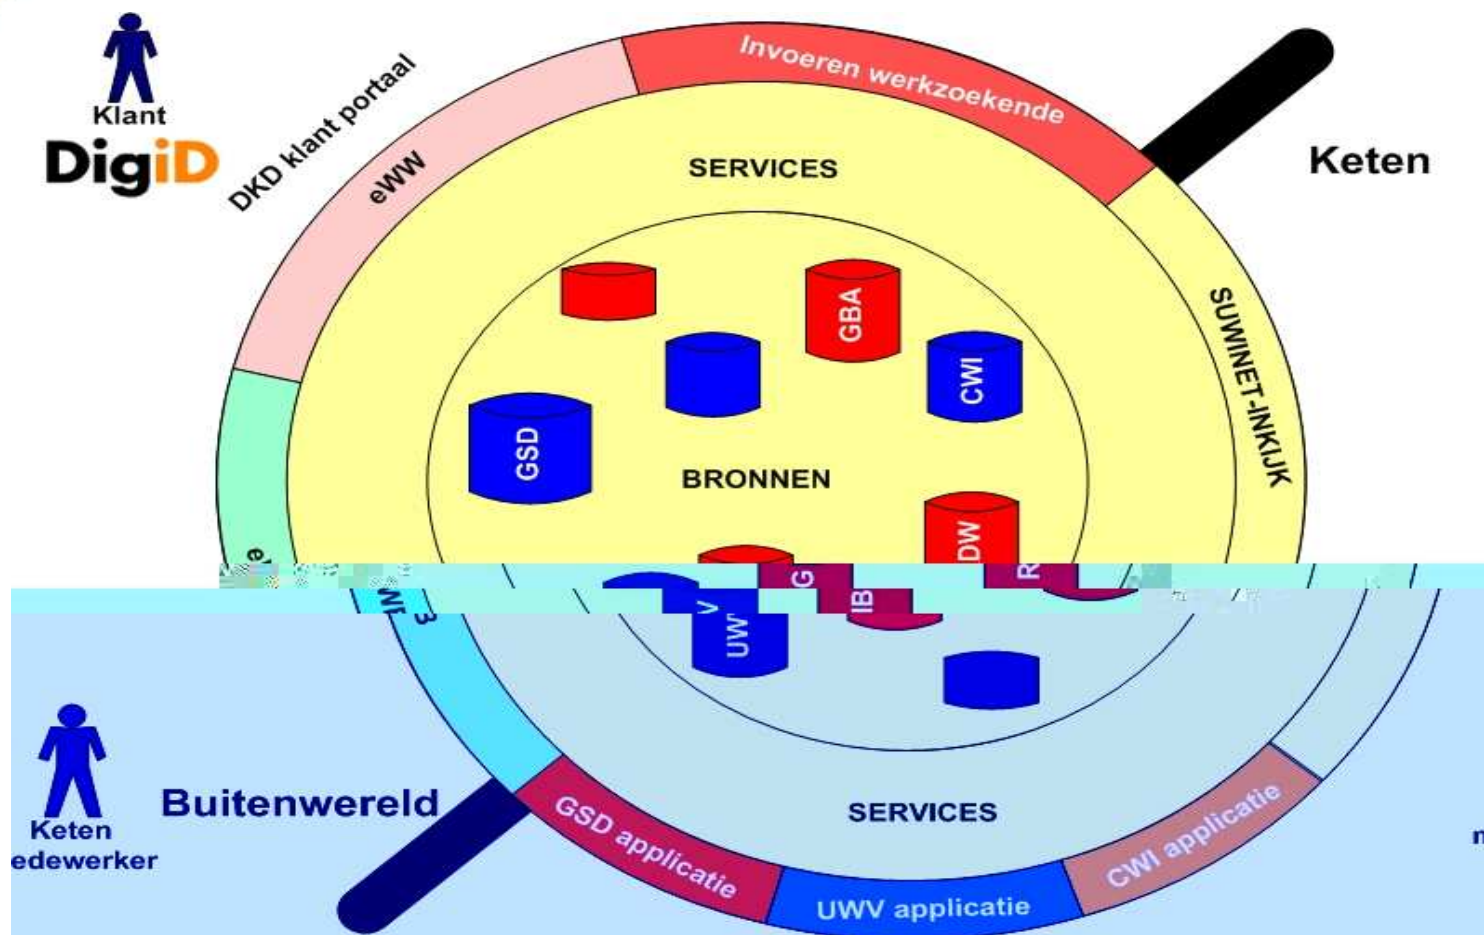 Klant
DigiD
DKD klant portaal
eWW
Invoeren werkzoekende
Keten
SERVICES
SUWINET-INKIJK
GBA
CWI
GSD
BRONNEN
DW
UW
Keten
edewerker
Buitenwereld
SERVICES
GSD applicatie
UWV applicatie
CWI applicatie